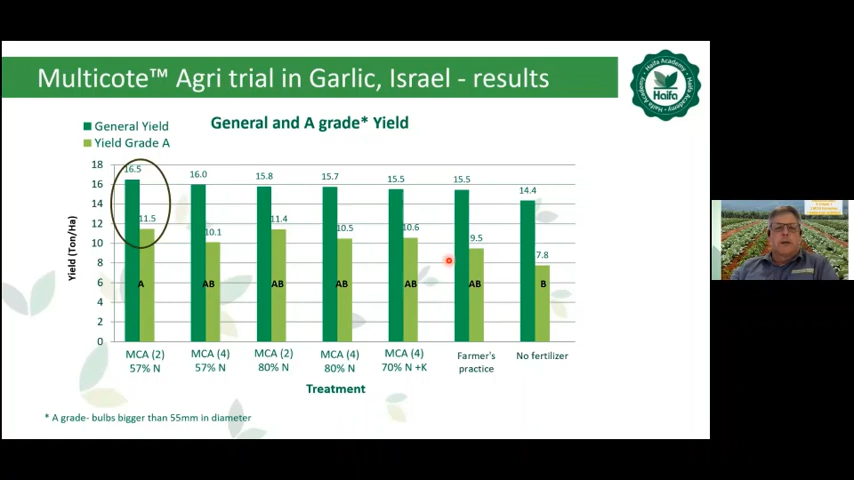 Multicote™ Agri trial in Garlic, Israel - results
Haifa Academy
Haifa
General and A grade* Yield
General Yield
Yield Grade A
Yield (Ton/Ha)
18
16
14
12
10
8
6
4
2
0
16.5
11.5
16.0
10.1
15.8
11.4
15.7
10.5
15.5
10.6
15.5
9.5
14.4
7.8
A
AB
AB
AB
AB
AB
B
MCA (2)
57% N
MCA (4)
57% N
MCA (2)
80% N
MCA (4)
80% N
MCA (4)
70% N +K
Farmer's
practice
No fertilizer
Treatment
* A grade- bulbs bigger than 55mm in diameter